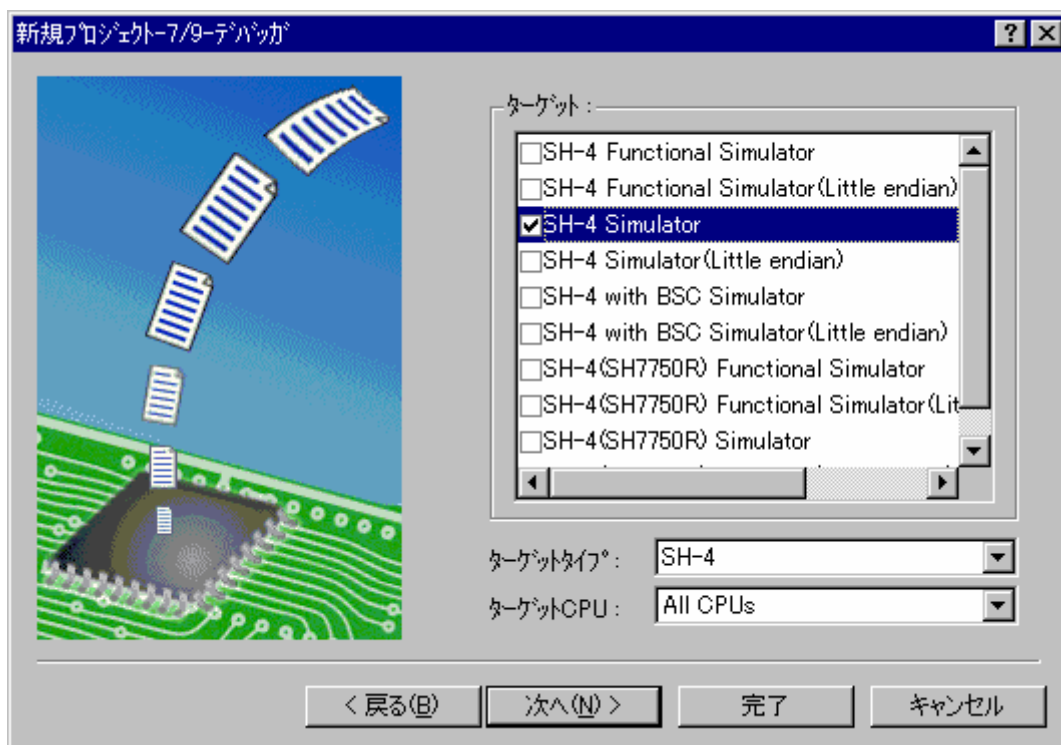 新規ﾌﾟﾛｼﾞｪｸﾄ-7/9-ﾃﾞﾊﾞｯｶﾞ
ﾀｰｹﾞｯﾄ :
SH-4 Functional Simulator
SH-4 Functional Simulator(Little endian)
SH-4 Simulator
SH-4 Simulator(Little endian)
SH-4 with BSC Simulator
SH-4 with BSC Simulator(Little endian)
SH-4(SH7750R) Functional Simulator
SH-4(SH7750R) Functional Simulator(Lit
SH-4(SH7750R) Simulator
ﾀｰｹﾞｯﾄﾀｲﾌﾟ : SH-4
ﾀｰｹﾞｯﾄCPU : All CPUs
< 戻る(B) 次へ(N) > 完了 キャンセル